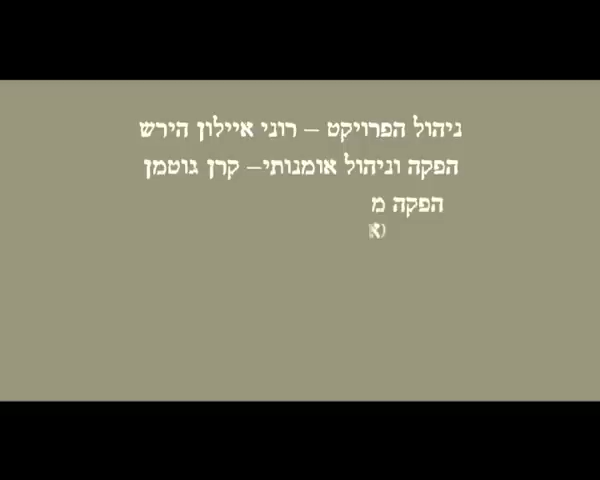 ניהול הפרויקט – רוני איילון הירש
הפקה וניהול אומנותי– קרן גוטמן
הפקה מ